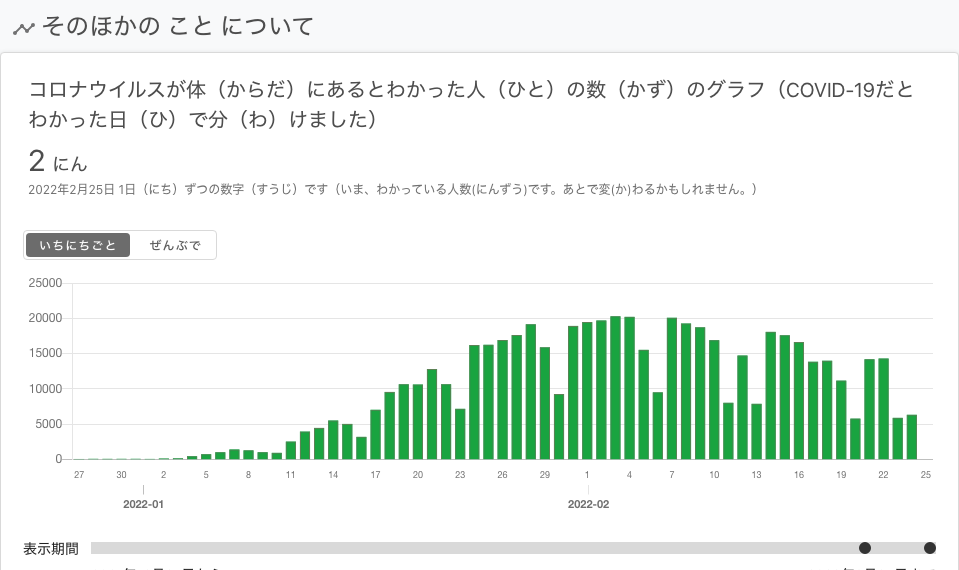 そのほかの こと について
コロナウイルスが体（からだ）にあるとわかった人（ひと）の数（かず）のグラフ（COVID-19だと
わかった日（ひ）で分（わ）けました）
2 にん
2022年2月25日 1日（にち）ずつの数字（すうじ）です（いま、わかっている人数(にんずう)です。あとで変(か)わるかもしれません。）
いちにちごと ぜんぶで
25000
20000
15000
10000
5000
0
27 30 2 5 8 11 14 17 20 23 26 29 1 4 7 10 13 16 19 22 25
2022-01 2022-02
表示期間